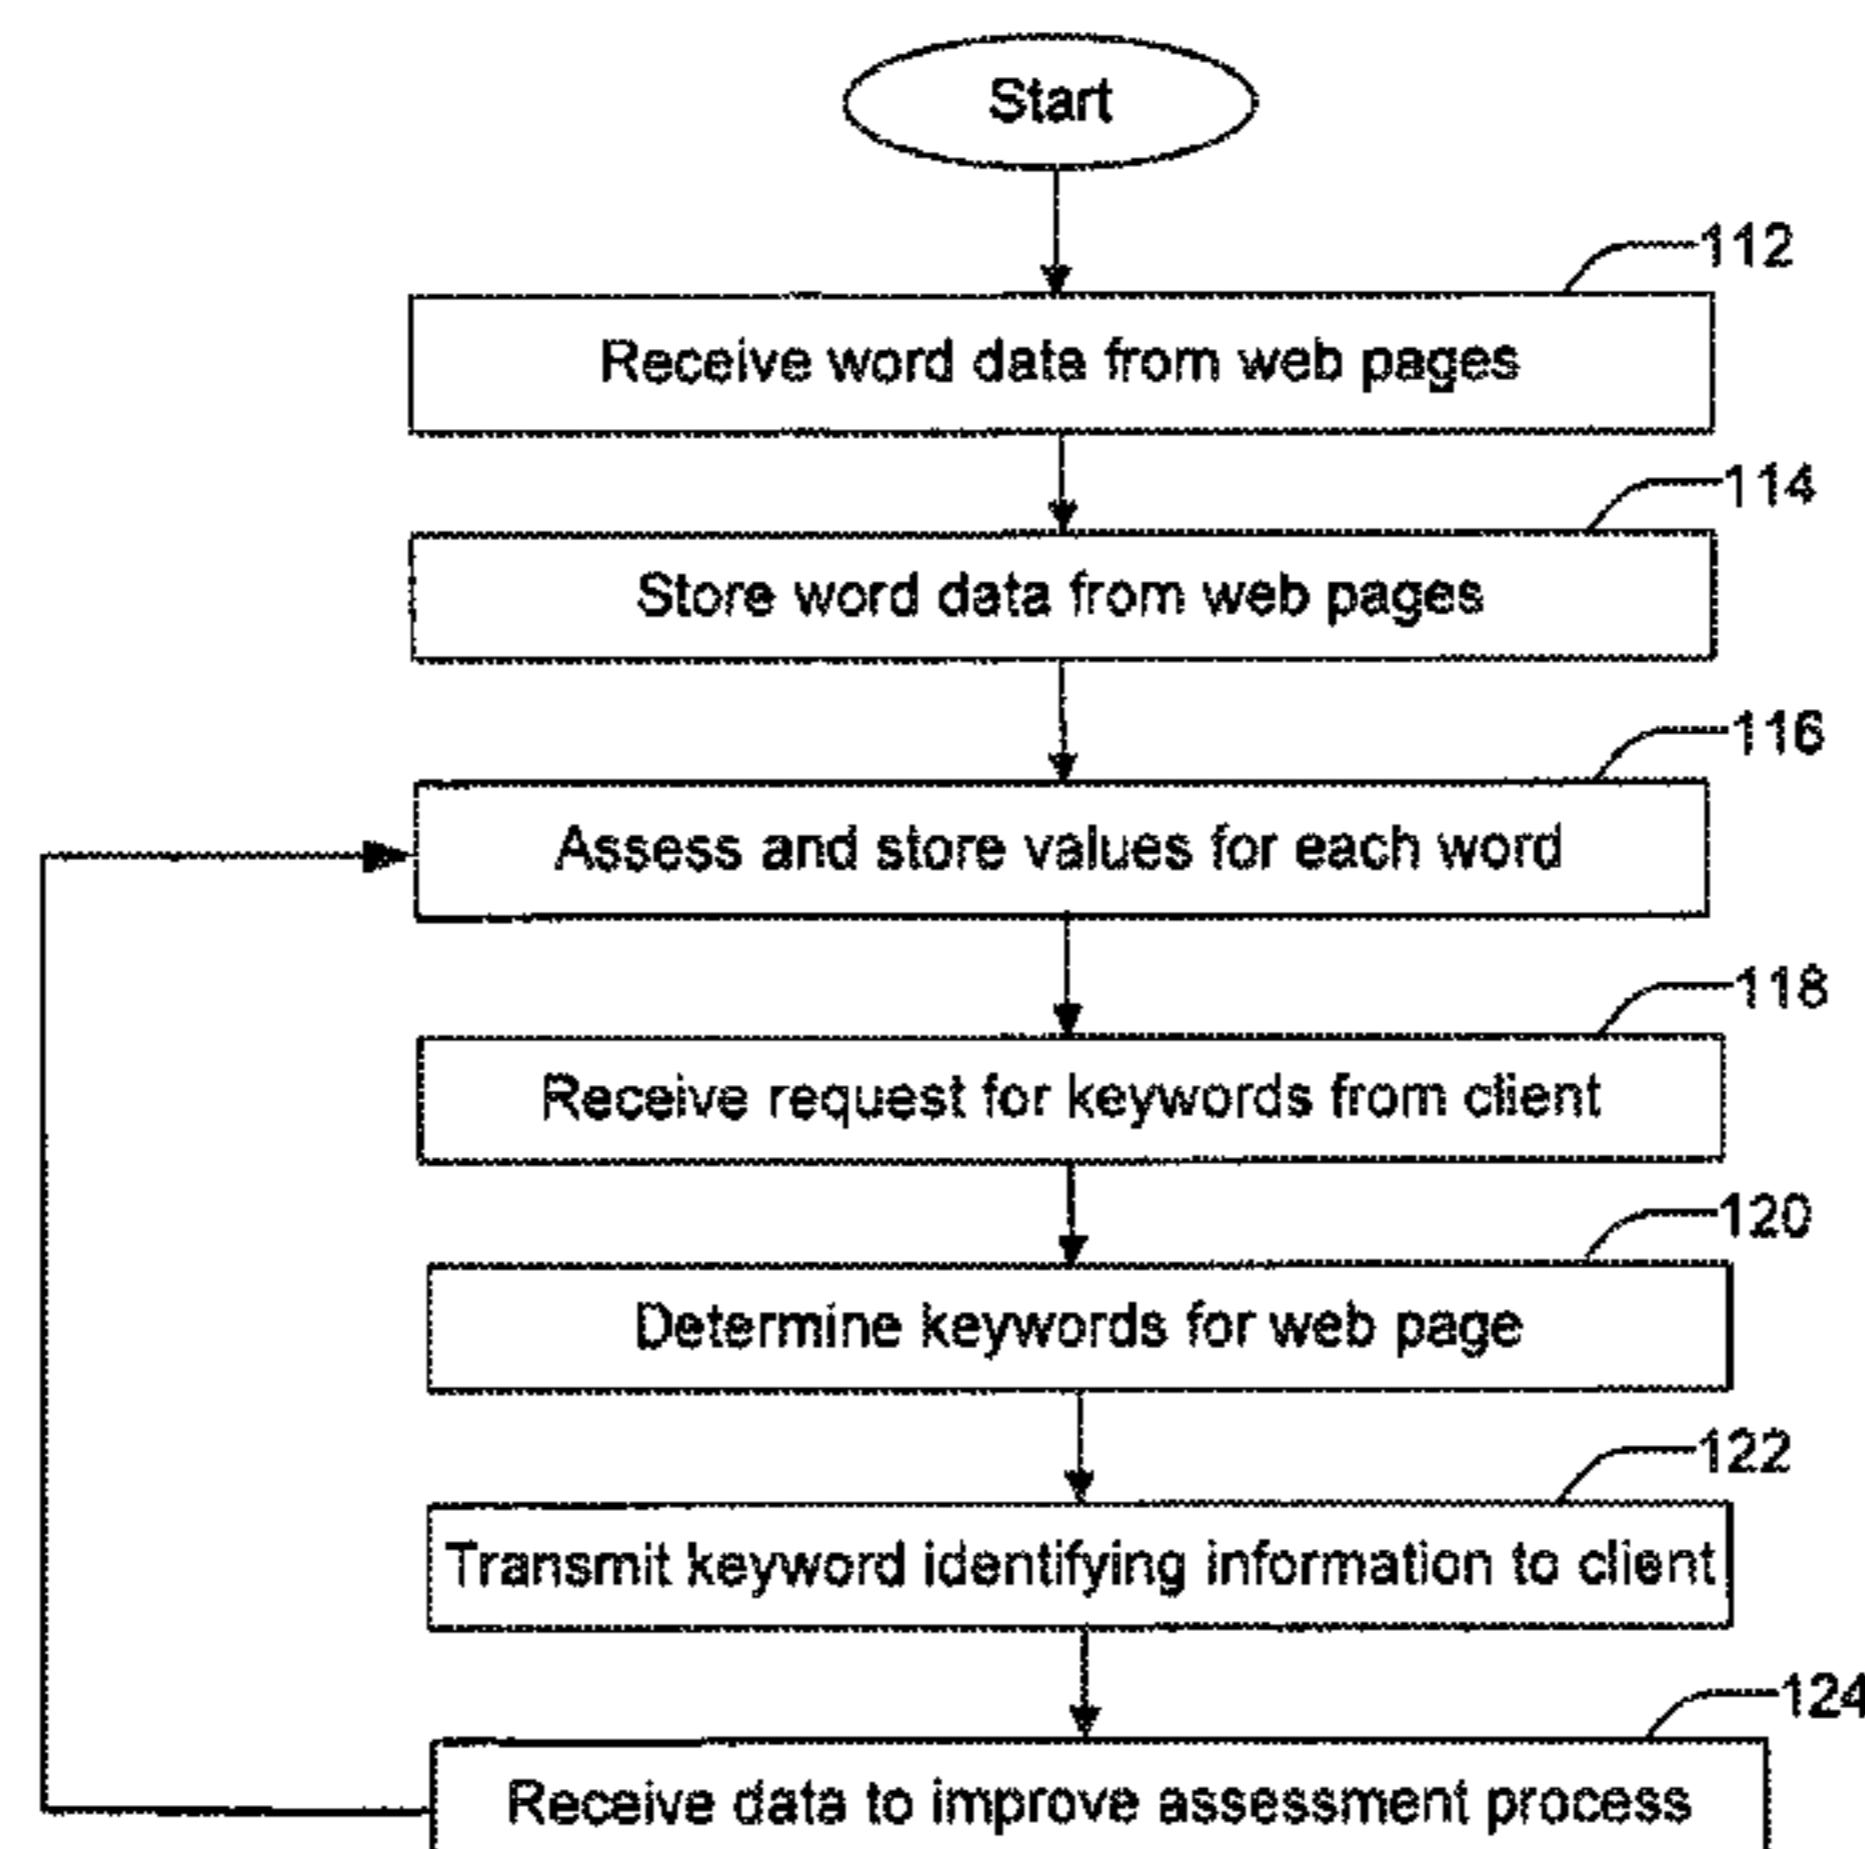 Start
112
Receive word data from web pages
114
Store word data from web pages
116
Assess and store values for each word
118
Receive request for keywords from client
120
Determine keywords for web page
122
Transmit keyword identifying information to client
124
Receive data to improve assessment process